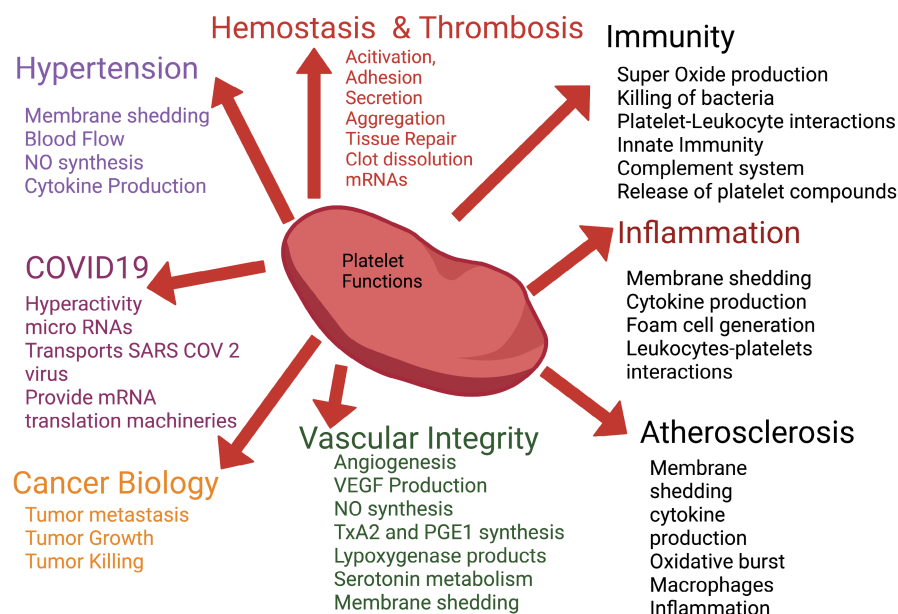 Hemostasis & Thrombosis
Acitivation,
Adhesion
Secretion
Aggregation
Tissue Repair
Clot dissolution
mRNAs
Immunity
Super Oxide production
Killing of bacteria
Platelet-Leukocyte interactions
Innate Immunity
Complement system
Release of platelet compounds
Hypertension
Membrane shedding
Blood Flow
NO synthesis
Cytokine Production
Platelet
Functions
Inflammation
Membrane shedding
Cytokine production
Foam cell generation
Leukocytes-platelets
interactions
COVID19
Hyperactivity
micro RNAs
Transports SARS COV 2
virus
Provide mRNA
translation machineries
Vascular Integrity
Angiogenesis
VEGF Production
NO synthesis
TxA2 and PGE1 synthesis
Lypoxygenase products
Serotonin metabolism
Membrane shedding
Atherosclerosis
Membrane
shedding
cytokine
production
Oxidative burst
Macrophages
Inflammation
Cancer Biology
Tumor metastasis
Tumor Growth
Tumor Killing